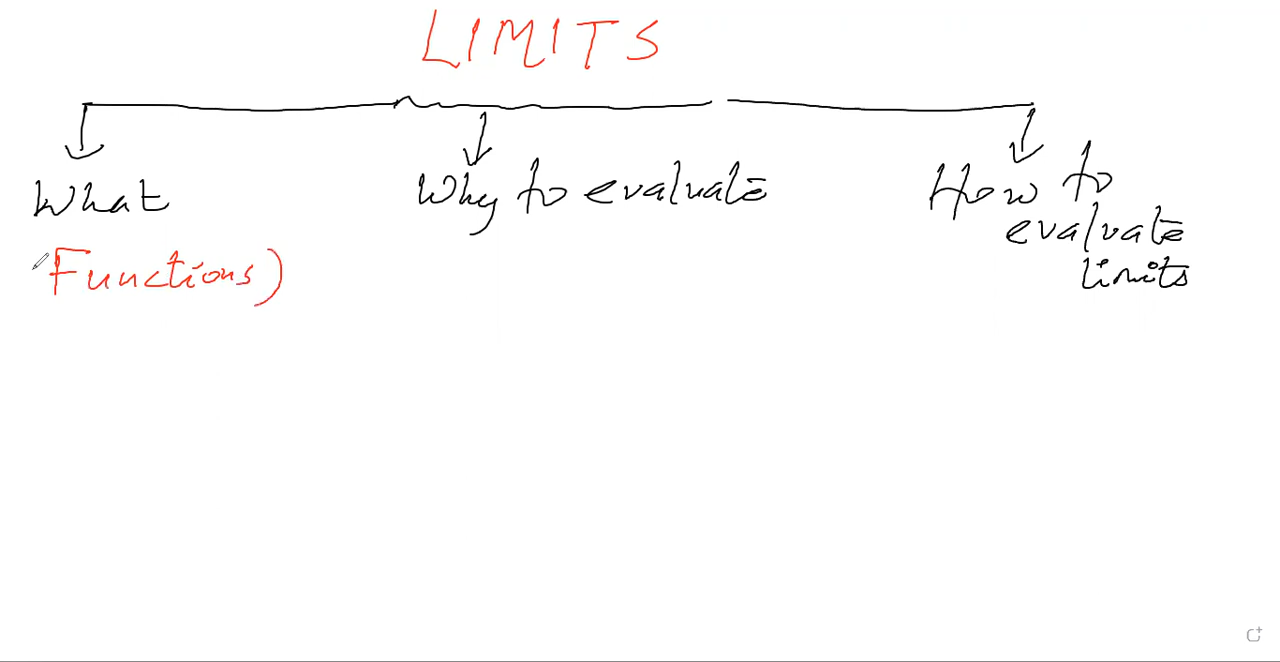 LIMITS
What
Why to evaluate
How to
evaluate
limits
Functions)